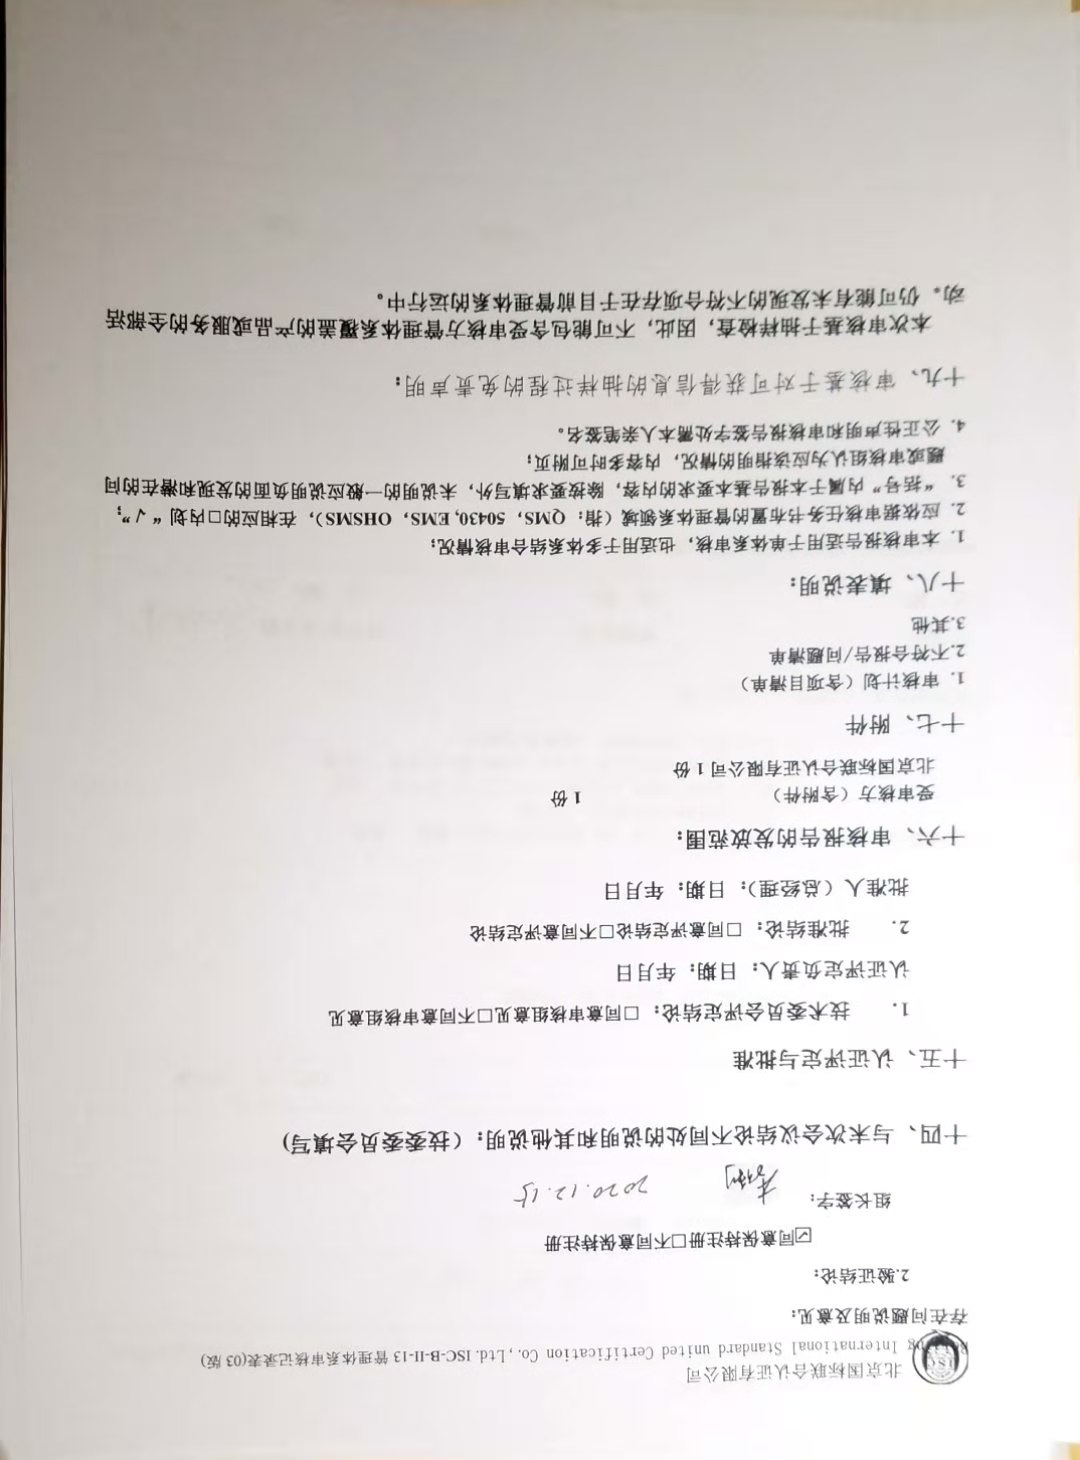 北京国标联合认证有限公司
Beijing International Standard united Certification Co.,Ltd. ISC-B-II-13 管理体系审核记录表(03 版)
存在问题说明及意见：
2.验证结论：
☑同意保持注册□不同意保持注册
组长签字： 2020.12.15
十四、与末次会议结论不同处的说明和其他说明：（技委委员会填写）
十五、认证评定与批准
1. 技术委员会评定结论：□同意审核组意见□不同意审核组意见
认证评定负责人：日期：年月日
2. 批准结论：□同意评定结论□不同意评定结论
批准人（总经理）：日期：年月日
十六、审核报告的发放范围：
受审核方（含附件） 1 份
北京国标联合认证有限公司 1 份
十七、附件
1. 审核计划（含项目清单）
2.不符合报告/问题清单
3.其他
十八、填表说明：
1. 本审核报告适用于单体系审核，也适用于多体系结合审核情况；
2. 应依据审核任务书布置的管理体系领域（指：QMS，50430, EMS，OHSMS），在相应的□内划“√”；
3. “括号”内属于本报告基本要求的内容，除按要求填写外，未说明的一般应说明负面的发现和潜在的问
题或审核组认为应该指明的情况，内容多时可附页；
4. 公正性声明和审核报告签字处需本人亲笔签名。
十九、审核基于对可获得信息的抽样过程的免责声明：
本次审核基于抽样检查，因此，不可能包含受审核方管理体系覆盖的产品或服务的全部活
动。仍可能有未发现的不符合项存在于目前管理体系的运行中。